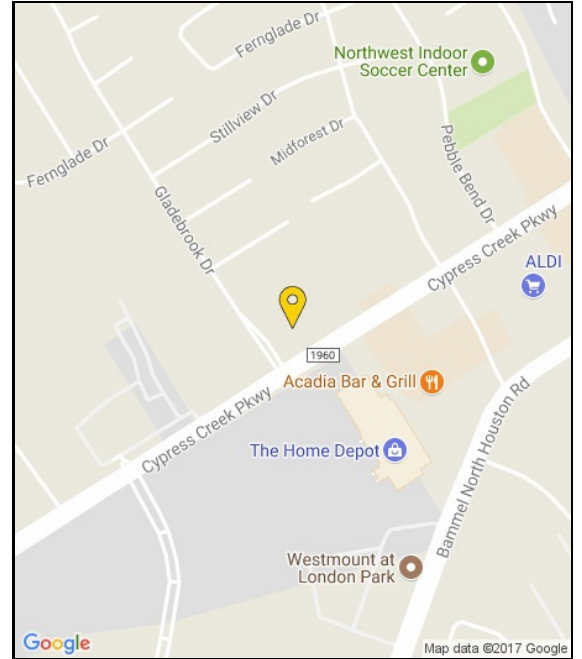 Fernglade Dr
Northwest Indoor
Soccer Center
Stillview Dr
Midforest Dr
Fernglade Dr
Pebble Bend Dr
Gladebrook Dr
Cypress Creek Pkwy
ALDI
1960
Acadia Bar & Grill
Cypress Creek Pkwy
The Home Depot
Bammel North Houston Rd
Westmount at
London Park
Google
Map data ©2017 Google